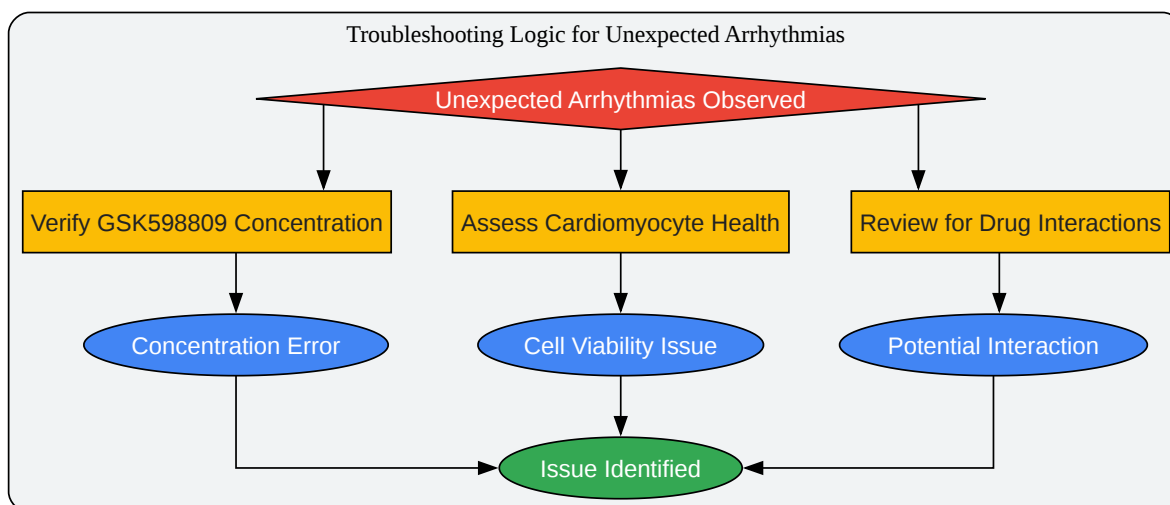 Troubleshooting Logic for Unexpected Arrhythmias
Unexpected Arrhythmias Observed
Verify GSK598809 Concentration
Assess Cardiomyocyte Health
Review for Drug Interactions
Concentration Error
Cell Viability Issue
Potential Interaction
Issue Identified